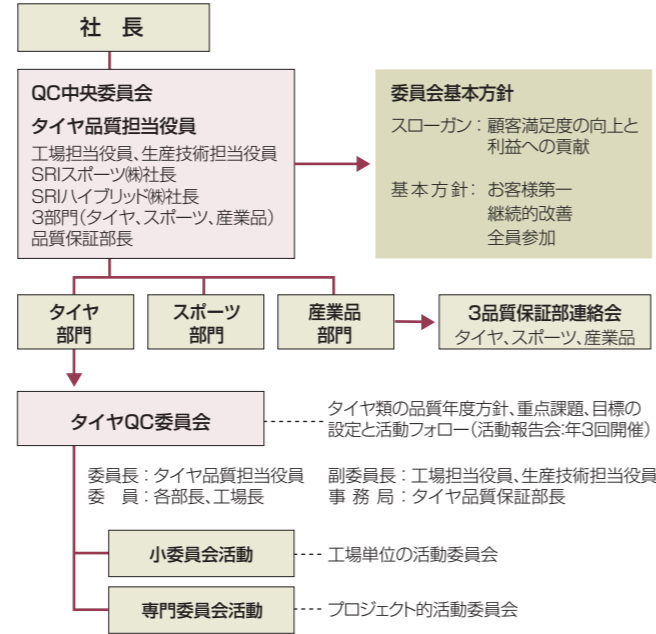 社 長
QC中央委員会
タイヤ品質担当役員
工場担当役員、生産技術担当役員
SRIスポーツ㈱社長
SRIハイブリッド㈱社長
3部門(タイヤ、スポーツ、産業品)
品質保証部長
委員会基本方針
スローガン：顧客満足度の向上と
利益への貢献
基本方針：お客様第一
継続的改善
全員参加
タイヤ
部門
スポーツ
部門
産業品
部門
3品質保証部連絡会
タイヤ、スポーツ、産業品
タイヤQC委員会
タイヤ類の品質年度方針、重点課題、目標の
設定と活動フォロー(活動報告会:年3回開催)
委員長：タイヤ品質担当役員
委　員：各部長、工場長
副委員長：工場担当役員、生産技術担当役員
事 務 局：タイヤ品質保証部長
小委員会活動
工場単位の活動委員会
専門委員会活動
プロジェクト的活動委員会